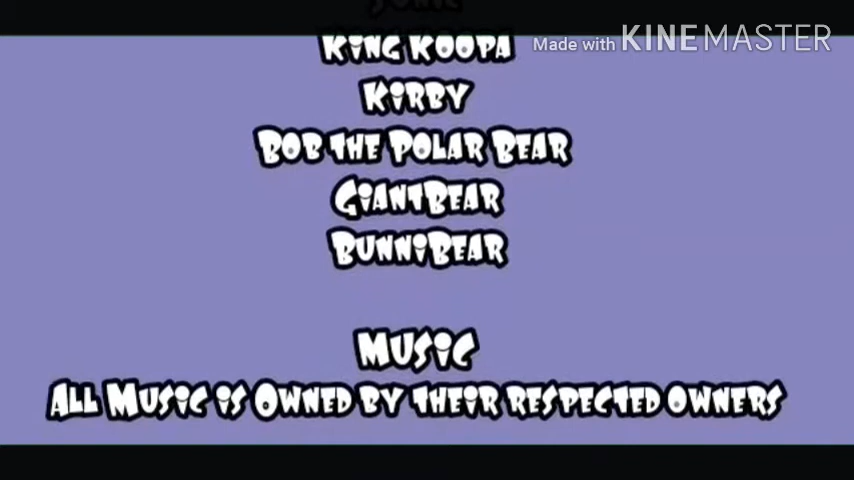 King Koopa
Made with KINEMASTER
Kirby
Bob the Polar Bear
GiantBear
BunniBear
Music
All Music is Owned by their respected owners